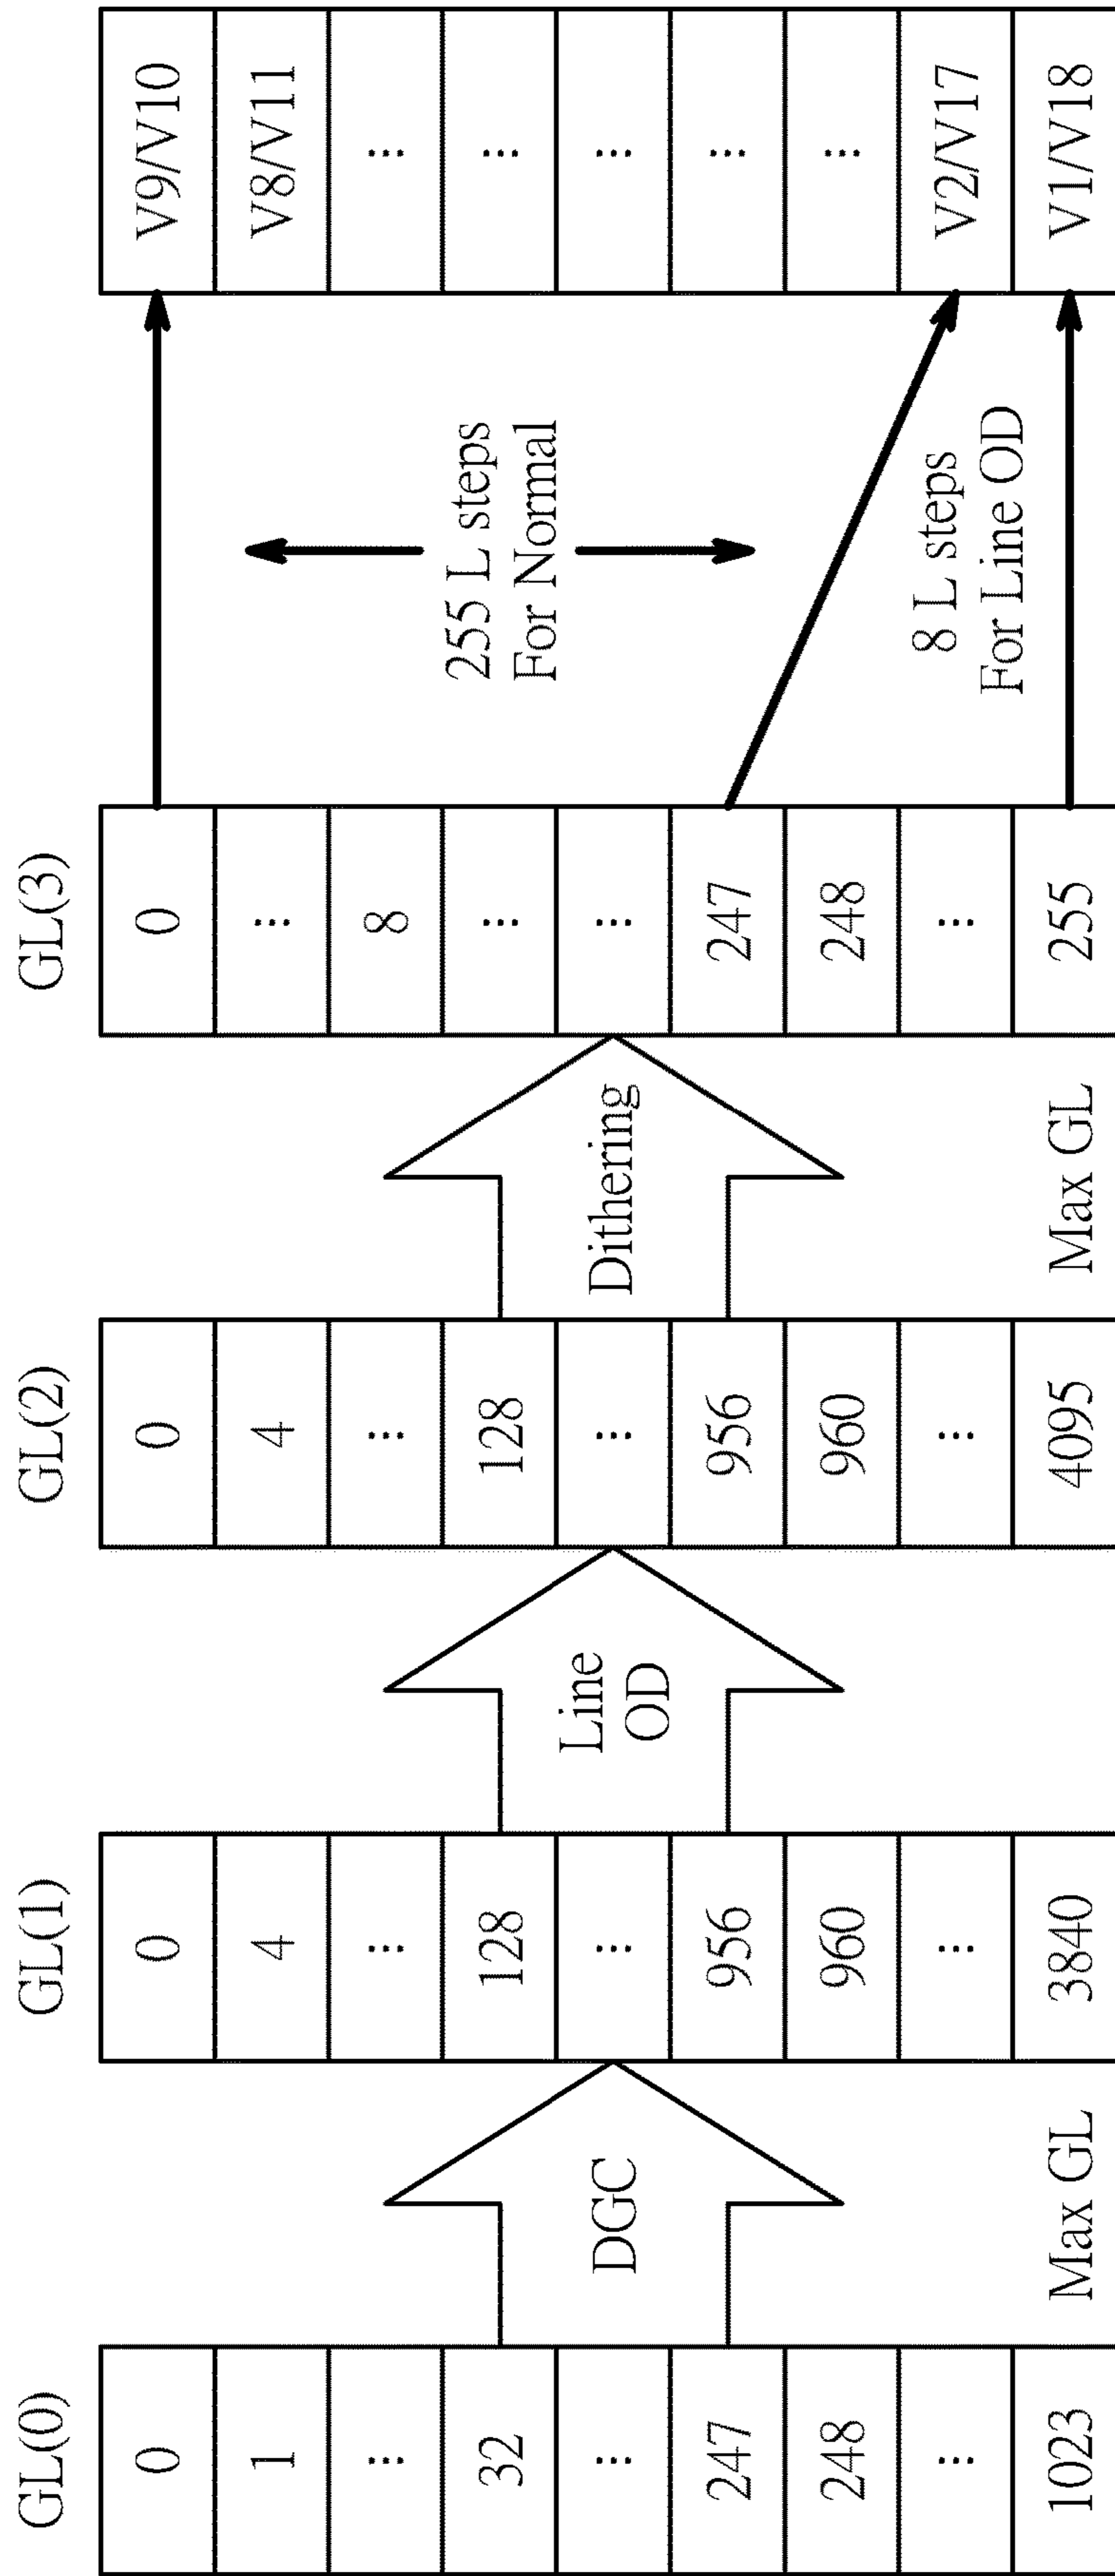 GL(0)
0
1
⋮
32
⋮
247
248
⋮
1023
DGC
Max GL
GL(1)
0
4
⋮
128
⋮
956
960
⋮
3840
Line
OD
GL(2)
0
4
⋮
128
⋮
956
960
⋮
4095
Dithering
Max GL
GL(3)
0
⋮
8
⋮
⋮
247
248
⋮
255
255 L steps
For Normal
8 L steps
For Line OD
V9/V10
V8/V11
⋮
⋮
⋮
⋮
⋮
V2/V17
V1/V18